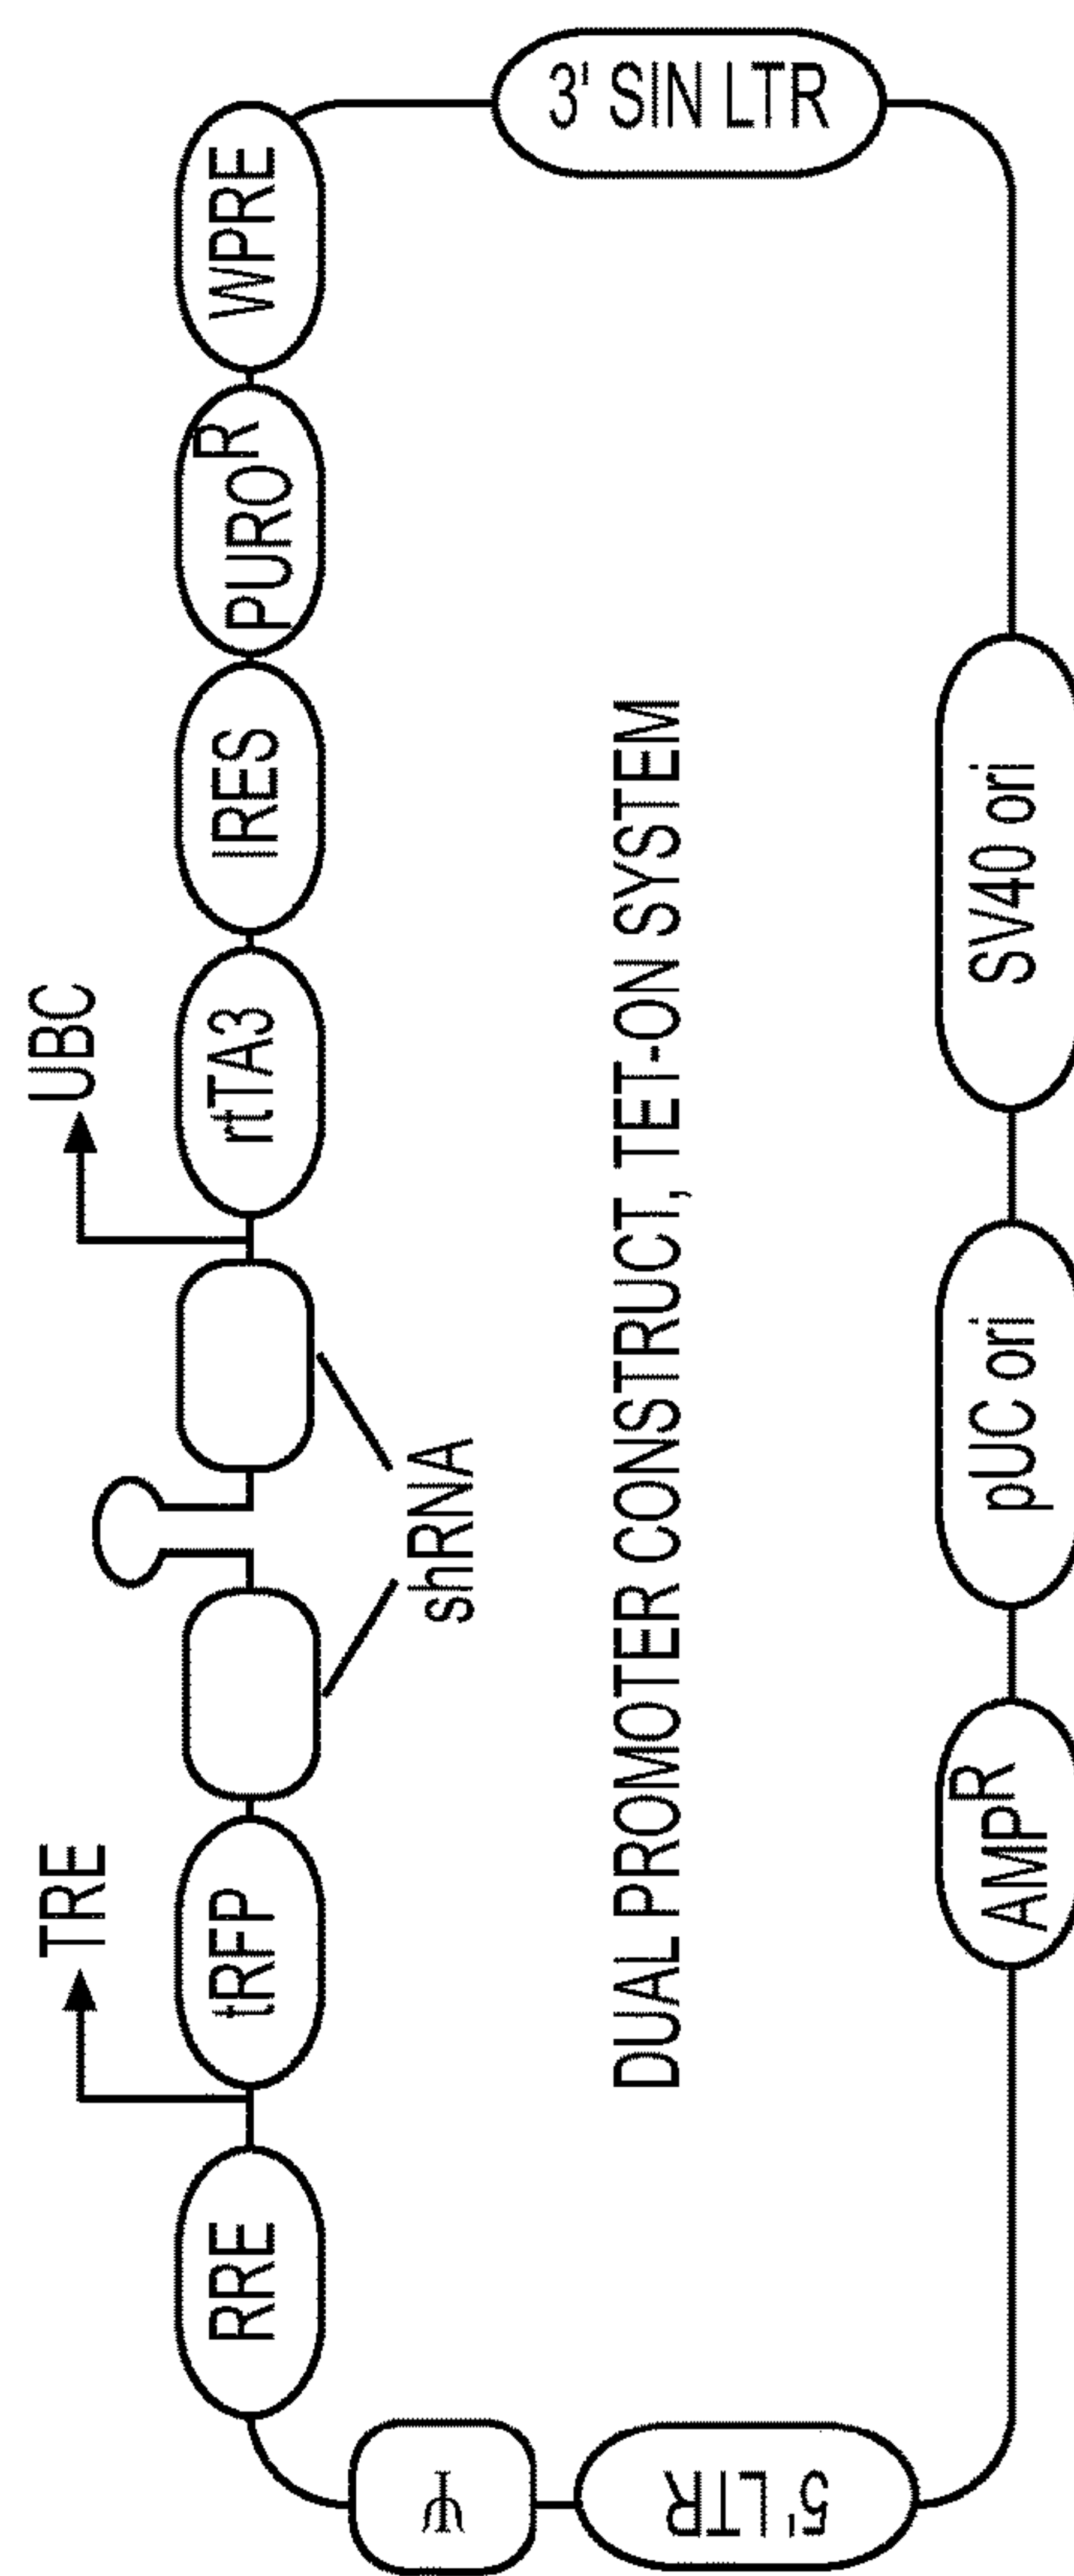 TRE
UBC
RRE
tRFP
rtTA3
IRES
PURO^R
WPRE
shRNA
Ψ
5' LTR
3' SIN LTR
DUAL PROMOTER CONSTRUCT, TET-ON SYSTEM
AMP^R
pUC ori
SV40 ori